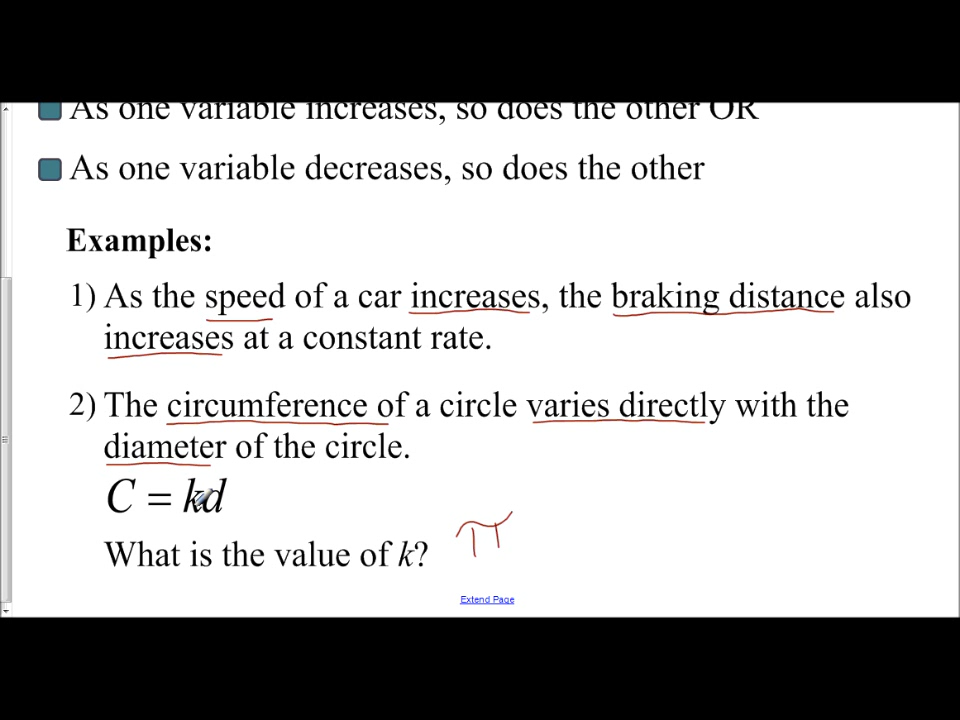 As one variable increases, so does the other OR
As one variable decreases, so does the other
Examples:
1) As the speed of a car increases, the braking distance also
increases at a constant rate.
2) The circumference of a circle varies directly with the
diameter of the circle.
C = kd
What is the value of k? π
Extend Page